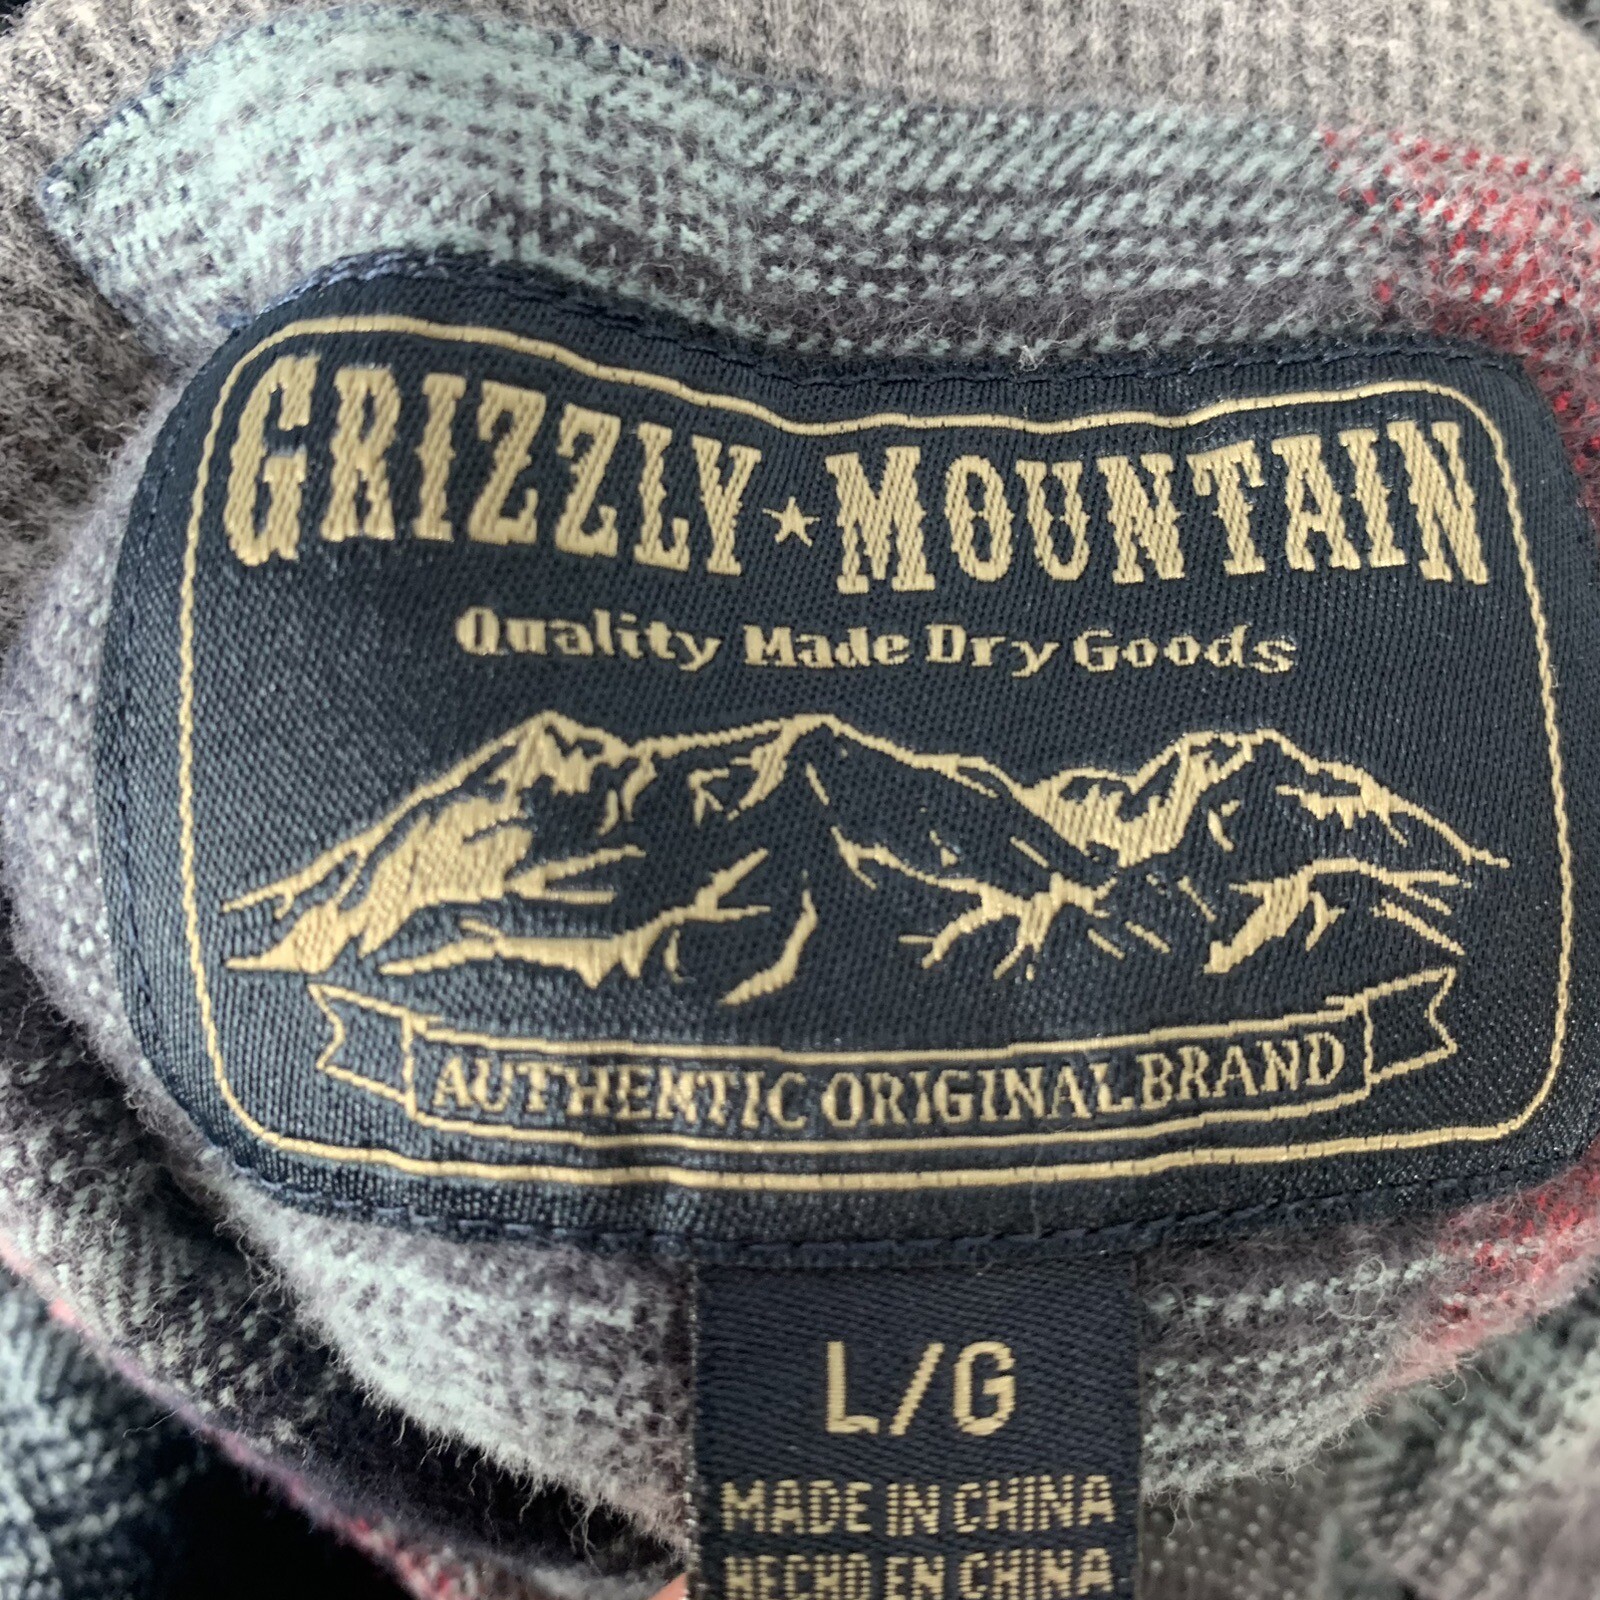 GRIZZLY★MOUNTAIN
Quality Made Dry Goods
AUTHENTIC ORIGINAL BRAND
L/G
MADE IN CHINA
HECHO EN CHINA